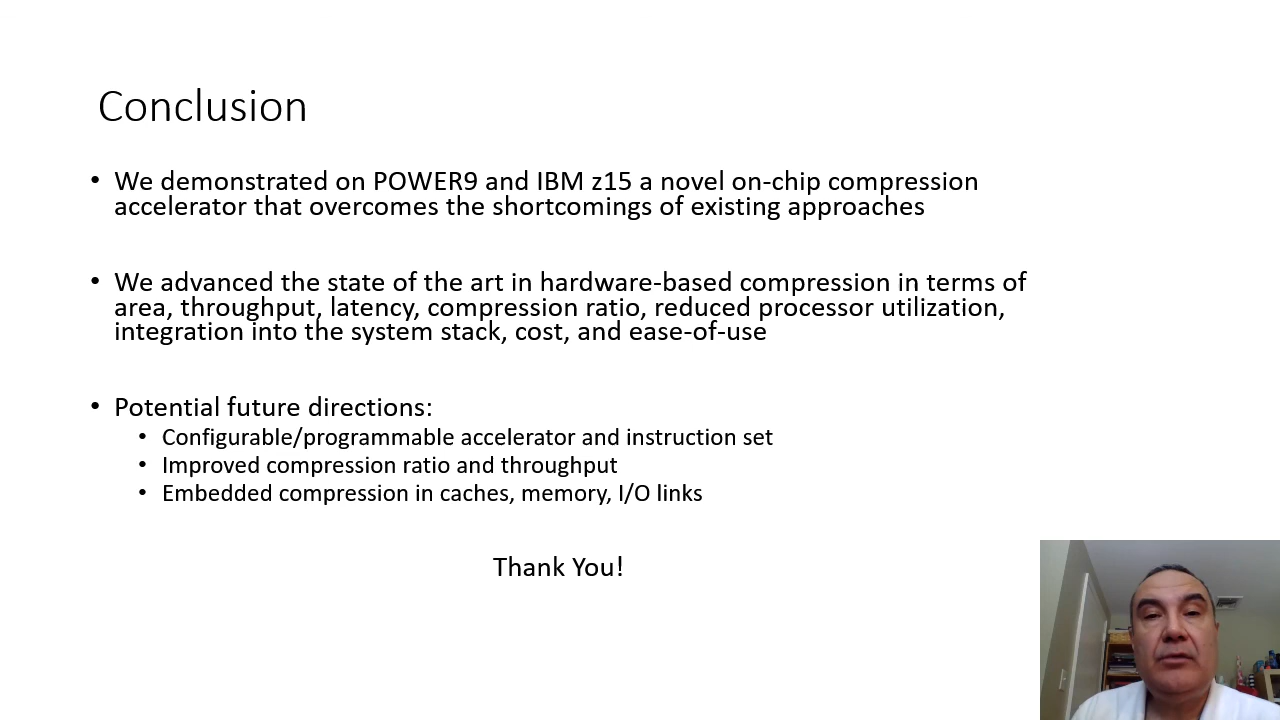 Conclusion
• We demonstrated on POWER9 and IBM z15 a novel on-chip compression
accelerator that overcomes the shortcomings of existing approaches
• We advanced the state of the art in hardware-based compression in terms of
area, throughput, latency, compression ratio, reduced processor utilization,
integration into the system stack, cost, and ease-of-use
• Potential future directions:
• Configurable/programmable accelerator and instruction set
• Improved compression ratio and throughput
• Embedded compression in caches, memory, I/O links
Thank You!